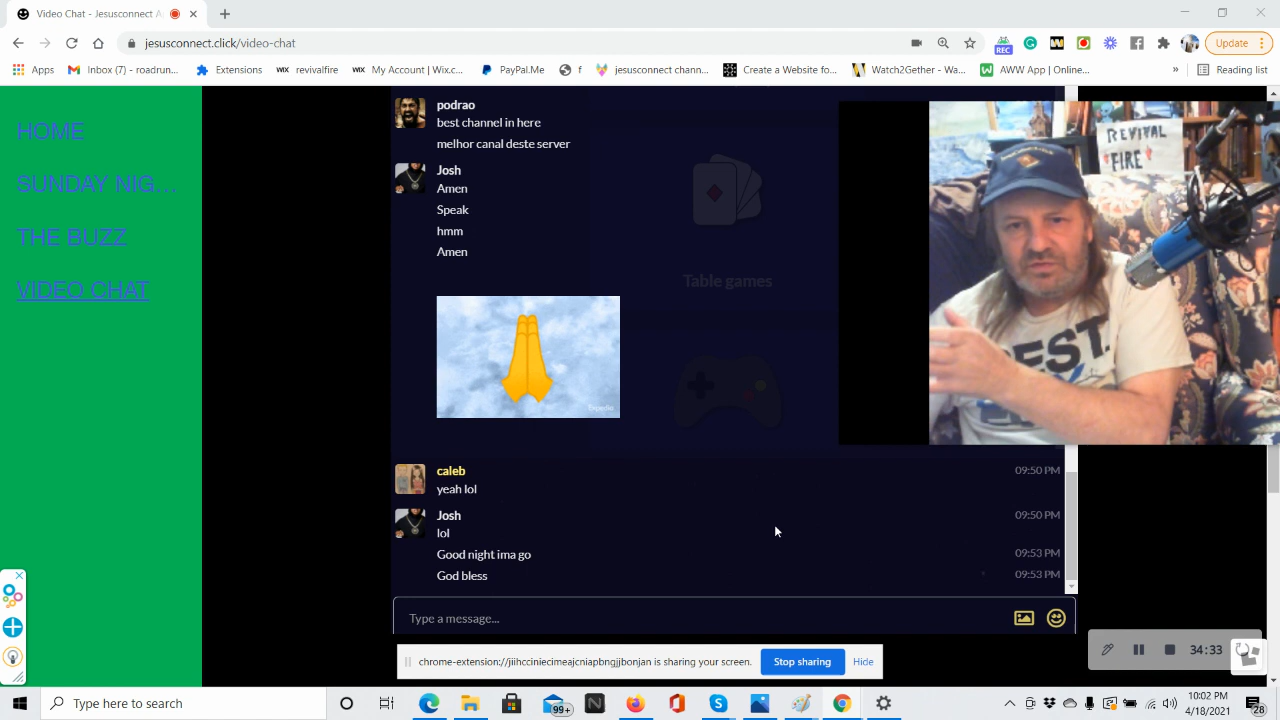 Video Chat - Jesusconnect A
jesusconnect.click/video-chat
REC
Update
Apps
Inbox (7) - roadrun...
Extensions
WIX revivalfire
WIX My Account | Wix.c...
PayPal.Me
f
jesusconnect chann...
Create a Website fo...
Watch2Gether - Wa...
AWW App | Online...
»
Reading list
HOME
SUNDAY NIG...
THE BUZZ
VIDEO CHAT
podrao
best channel in here
melhor canal deste server
Josh
Amen
Speak
hmm
Amen
Table games
REVIVAL
FIRE
caleb 09:50 PM
yeah lol
Josh 09:50 PM
lol
Good night ima go 09:53 PM
God bless 09:53 PM
Type a message...
chrome-extension://jiihcciniecimeajcniapbngjjbonjan is sharing your screen.
Stop sharing
Hide
34:33
Type here to search
99+
10:02 PM
4/18/2021
28